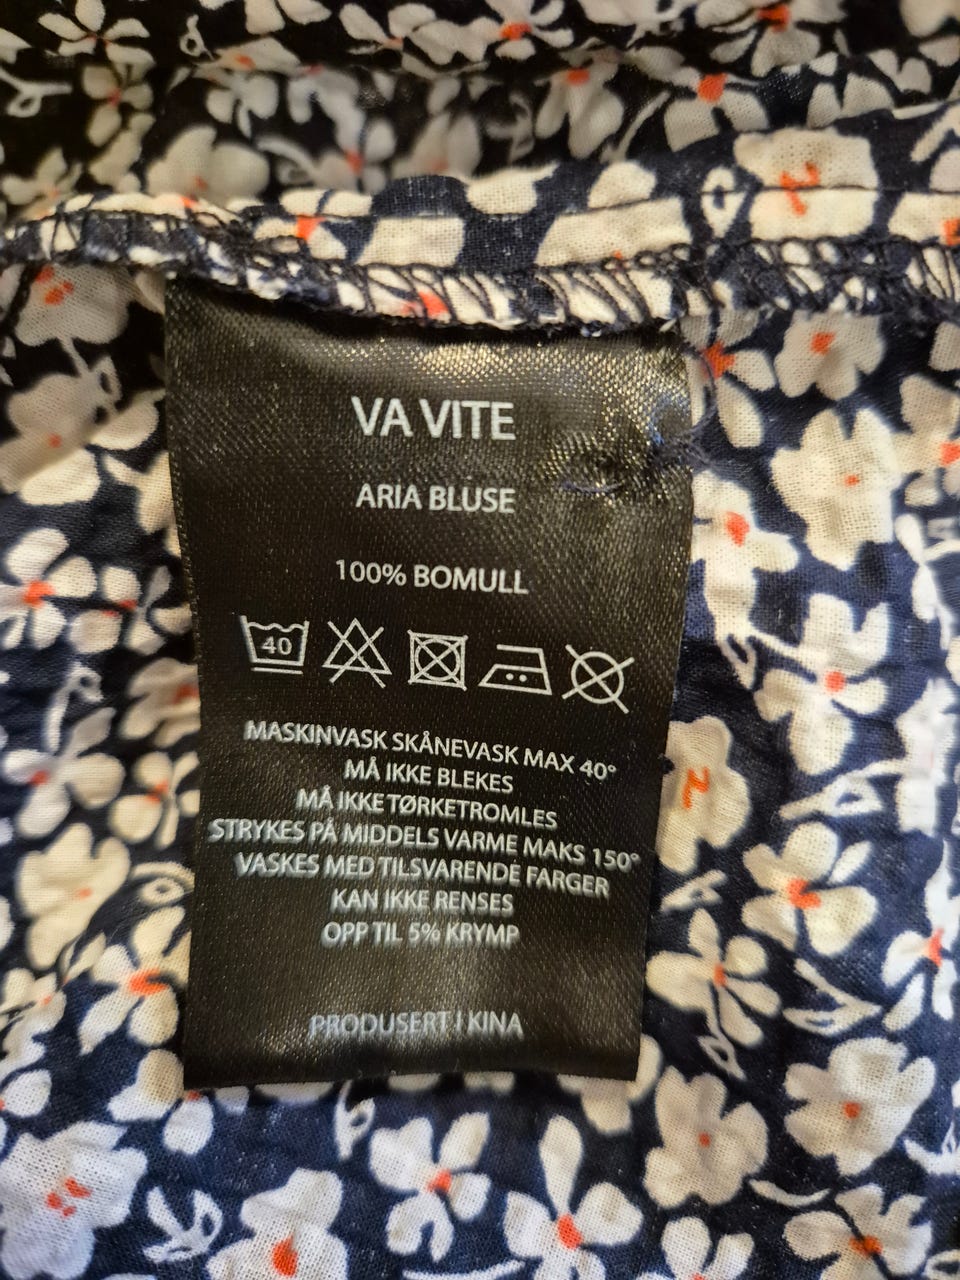 VA VITE
ARIA BLUSE
100% BOMULL
40
MASKINVASK SKÅNEVASK MAX 40°
MÅ IKKE BLEKES
MÅ IKKE TØRKETROMLES
STRYKES PÅ MIDDELS VARME MAKS 150°
VASKES MED TILSVARENDE FARGER
KAN IKKE RENSES
OPP TIL 5% KRYMP
PRODUSERT I KINA